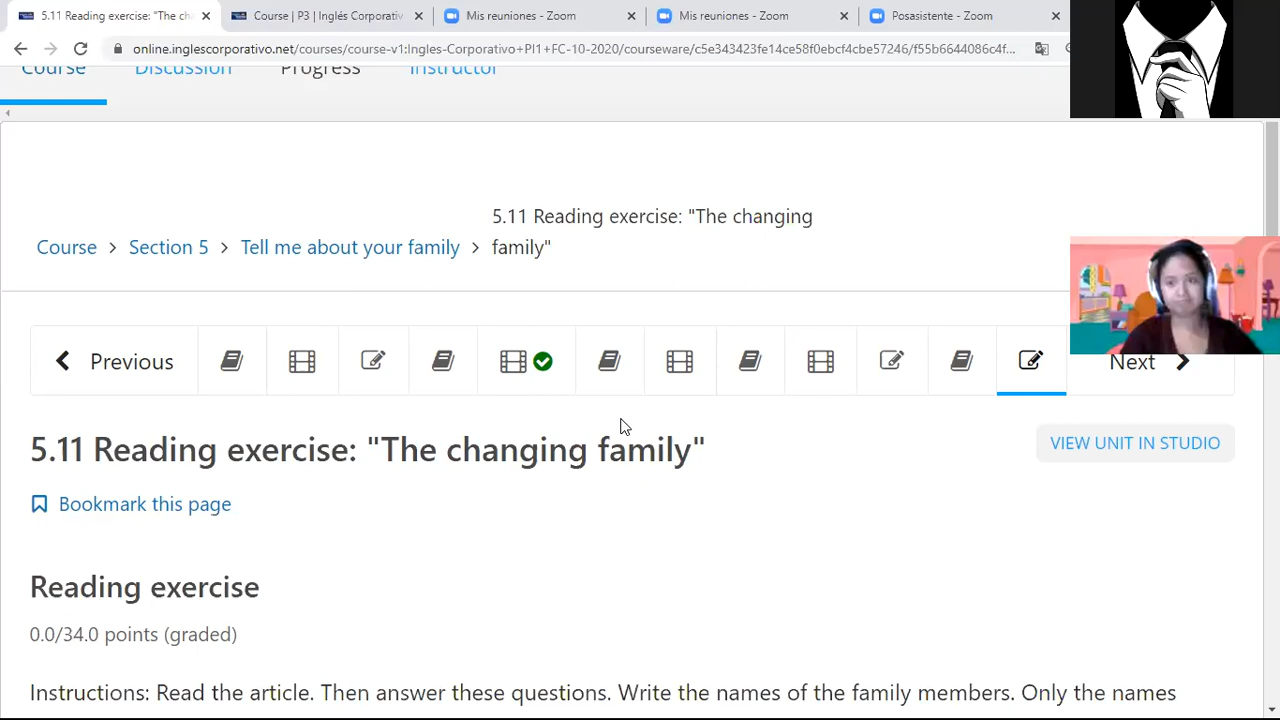 5.11 Reading exercise: "The ch
Course | P3 | Inglés Corporativ
Mis reuniones - Zoom
Mis reuniones - Zoom
Posasistente - Zoom
online.inglescorporativo.net/courses/course-v1:Ingles-Corporativo+PI1+FC-10-2020/courseware/c5e343423fe14ce58f0ebcf4cbe57246/f55b6644086c4f...
Course
Discussion
Progress
Instructor
5.11 Reading exercise: "The changing
Course > Section 5 > Tell me about your family > family"
Previous
Next
5.11 Reading exercise: "The changing family"
VIEW UNIT IN STUDIO
Bookmark this page
Reading exercise
0.0/34.0 points (graded)
Instructions: Read the article. Then answer these questions. Write the names of the family members. Only the names